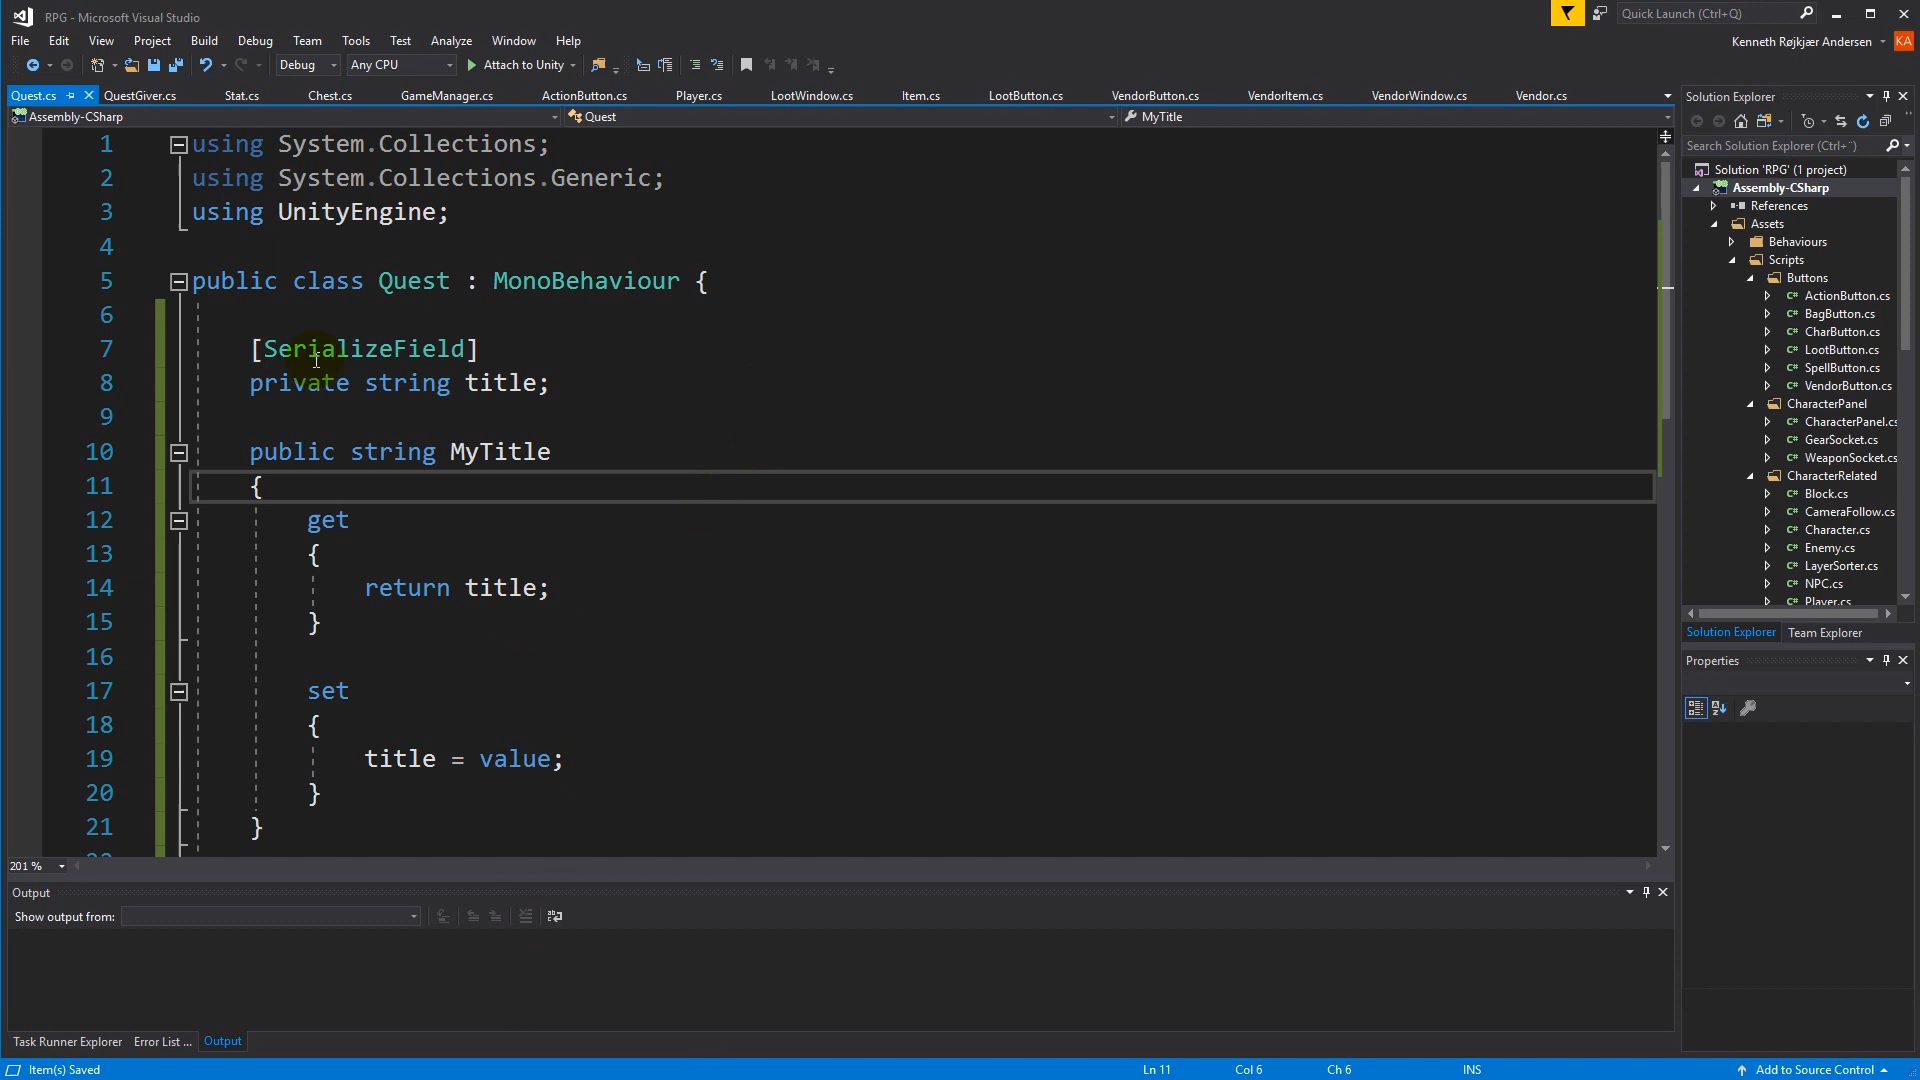 RPG - Microsoft Visual Studio
Quick Launch (Ctrl+Q)
File Edit View Project Build Debug Team Tools Test Analyze Window Help
Kenneth Røjkjær Andersen KA
Debug Any CPU Attach to Unity
Quest.cs QuestGiver.cs Stat.cs Chest.cs GameManager.cs ActionButton.cs Player.cs LootWindow.cs Item.cs LootButton.cs VendorButton.cs VendorItem.cs VendorWindow.cs Vendor.cs
Assembly-CSharp Quest MyTitle
1 using System.Collections;
2 using System.Collections.Generic;
3 using UnityEngine;
4
5 public class Quest : MonoBehaviour {
6
7 [SerializeField]
8 private string title;
9
10 public string MyTitle
11 {
12 get
13 {
14 return title;
15 }
16
17 set
18 {
19 title = value;
20 }
21 }
201 %
Output
Show output from:
Task Runner Explorer Error List ... Output
Item(s) Saved Ln 11 Col 6 Ch 6 INS Add to Source Control
Solution Explorer
Search Solution Explorer (Ctrl+¨)
Solution 'RPG' (1 project)
Assembly-CSharp
References
Assets
Behaviours
Scripts
Buttons
C# ActionButton.cs
C# BagButton.cs
C# CharButton.cs
C# LootButton.cs
C# SpellButton.cs
C# VendorButton.cs
CharacterPanel
C# CharacterPanel.cs
C# GearSocket.cs
C# WeaponSocket.cs
CharacterRelated
C# Block.cs
C# CameraFollow.cs
C# Character.cs
C# Enemy.cs
C# LayerSorter.cs
C# NPC.cs
C# Player.cs
Solution Explorer Team Explorer
Properties